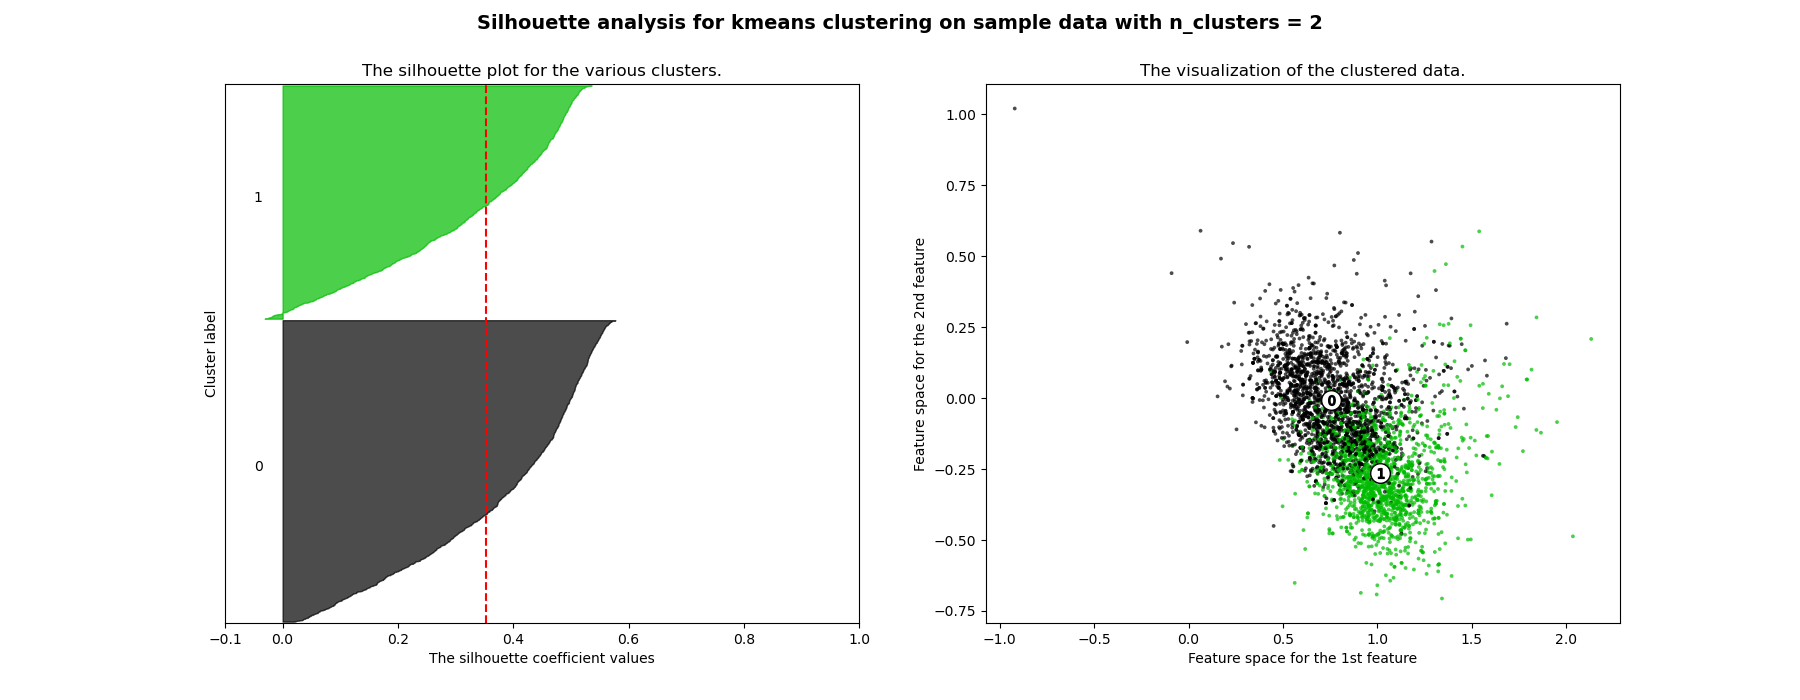 Silhouette analysis for kmeans clustering on sample data with n_clusters = 2
The silhouette plot for the various clusters.
1
0
Cluster label
−0.1 0.0 0.2 0.4 0.6 0.8 1.0
The silhouette coefficient values
The visualization of the clustered data.
1.00
0.75
0.50
0.25
0.00
−0.25
−0.50
−0.75
Feature space for the 2nd feature
0
1
−1.0 −0.5 0.0 0.5 1.0 1.5 2.0
Feature space for the 1st feature